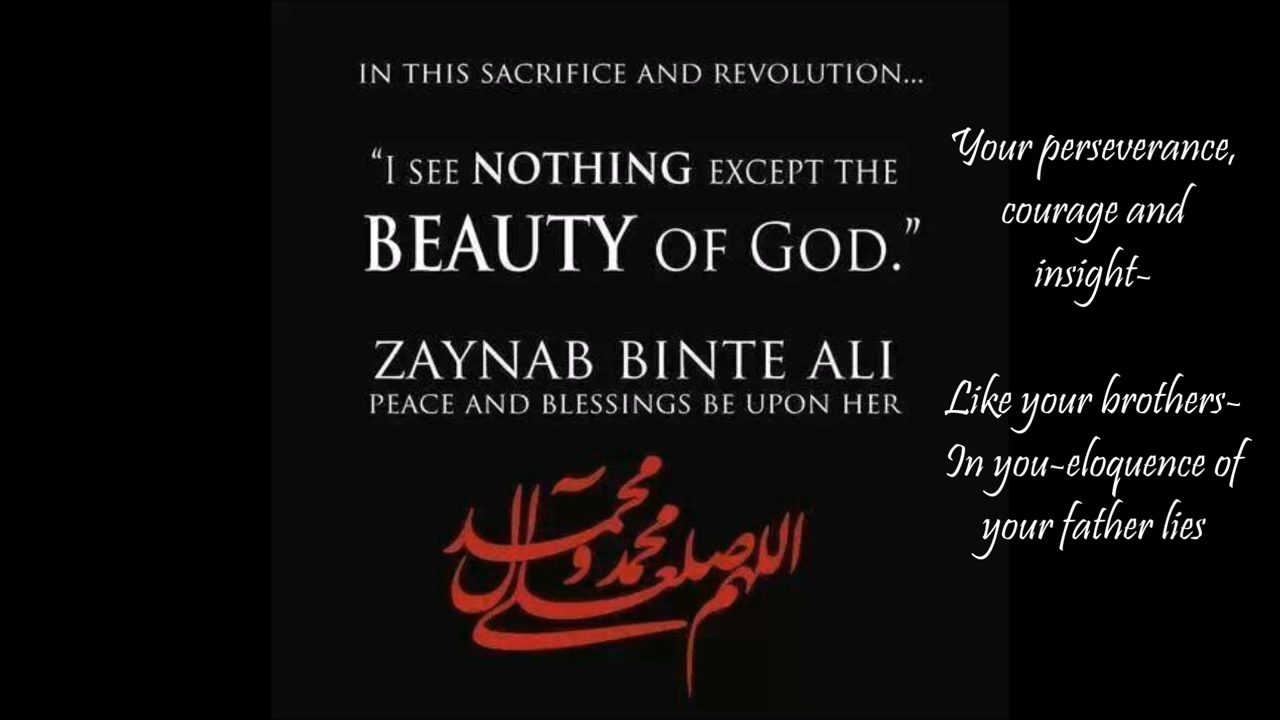 IN THIS SACRIFICE AND REVOLUTION...
“I SEE NOTHING EXCEPT THE
BEAUTY OF GOD.”
ZAYNAB BINTE ALI
PEACE AND BLESSINGS BE UPON HER
اللهم صل علی محمد و آل محمد
Your perseverance,
courage and
insight-
Like your brothers-
In you-eloquence of
your father lies